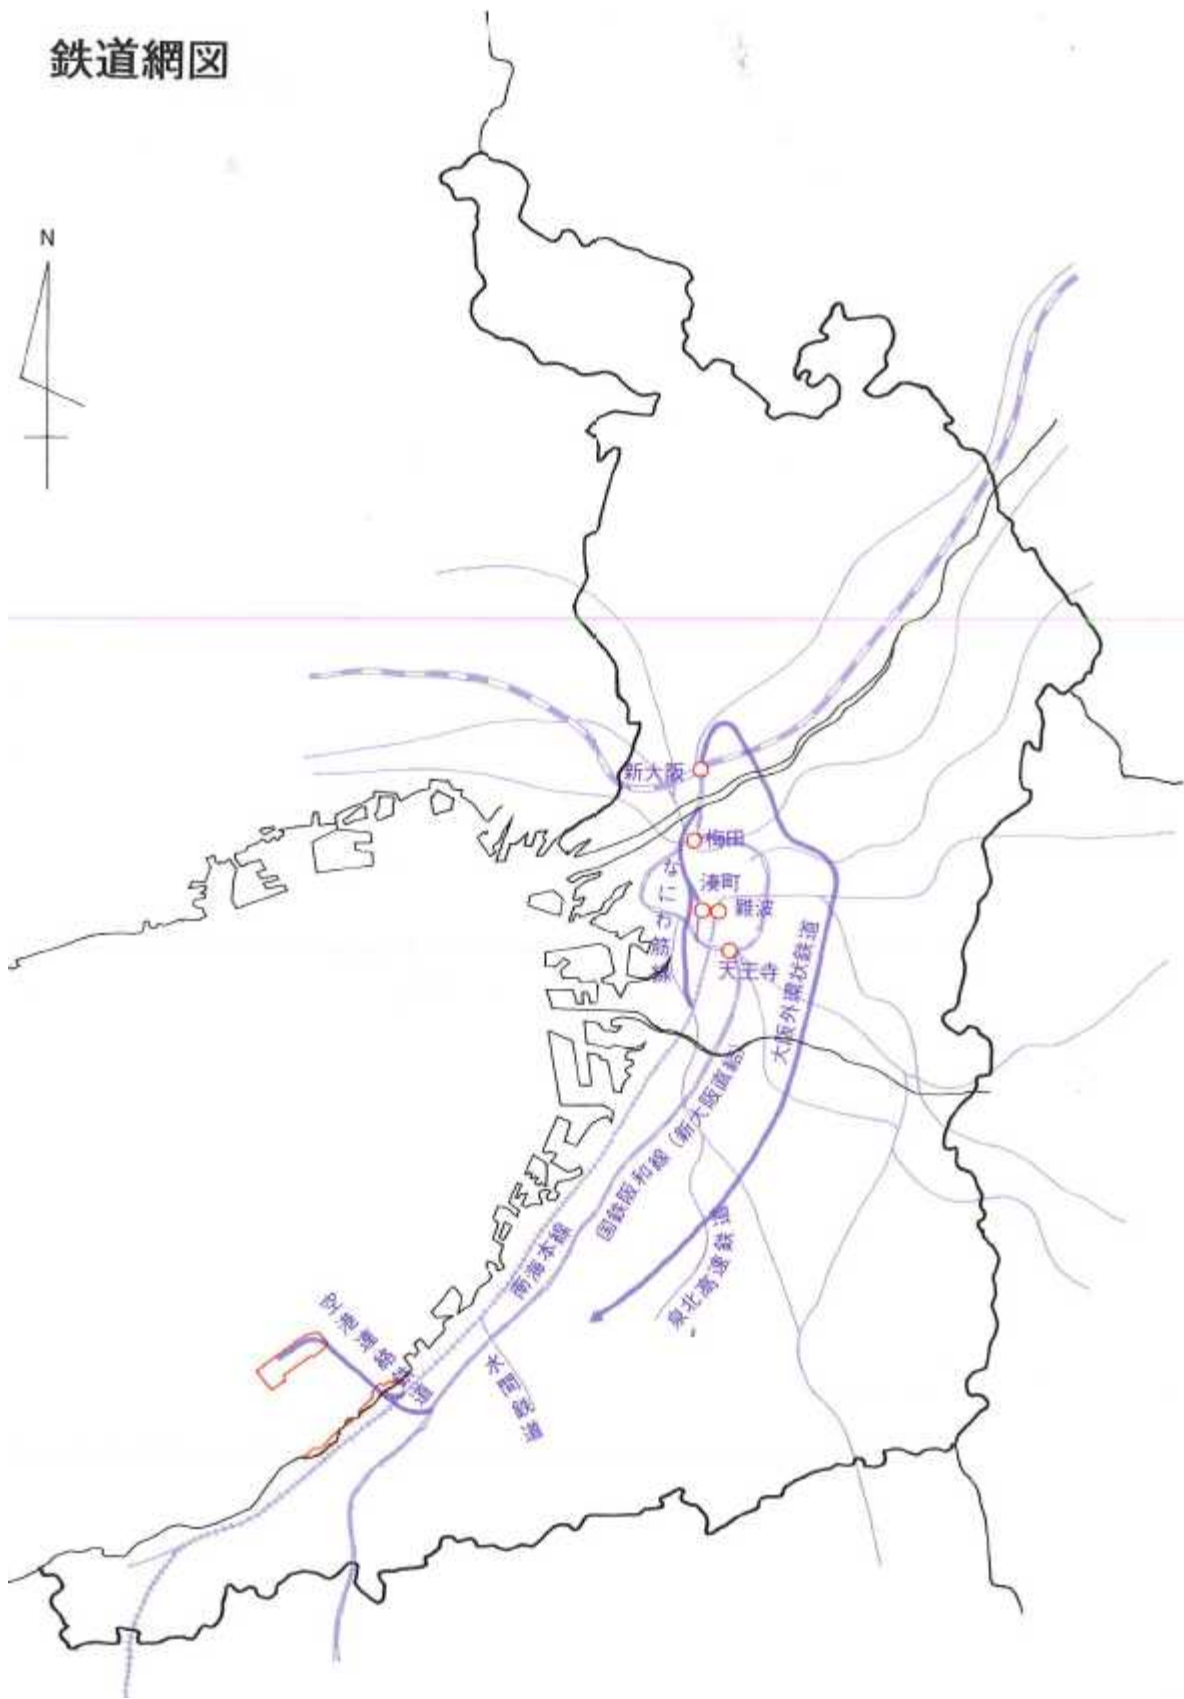 鉄道網図
N
新大阪
梅田
湊町
難波
天王寺
なにわ筋線
大阪外環状鉄道
国鉄阪和線(新大阪直結)
南海本線
泉北高速鉄道
空港連絡鉄道
水間鉄道